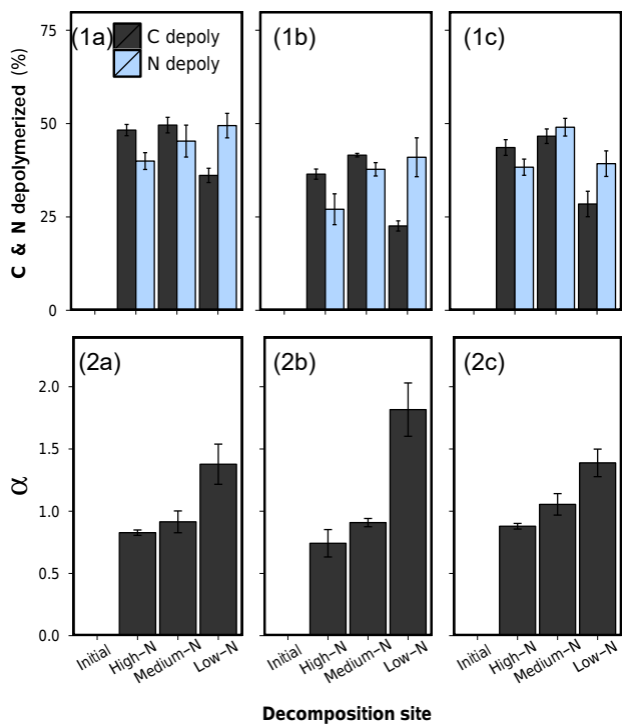 (1a)
C depoly
N depoly
(1b)
(1c)
C & N depolymerized (%)
75
50
25
0
(2a)
(2b)
(2c)
α
2.0
1.5
1.0
0.5
0.0
Initial
High–N
Medium–N
Low–N
Initial
High–N
Medium–N
Low–N
Initial
High–N
Medium–N
Low–N
Decomposition site